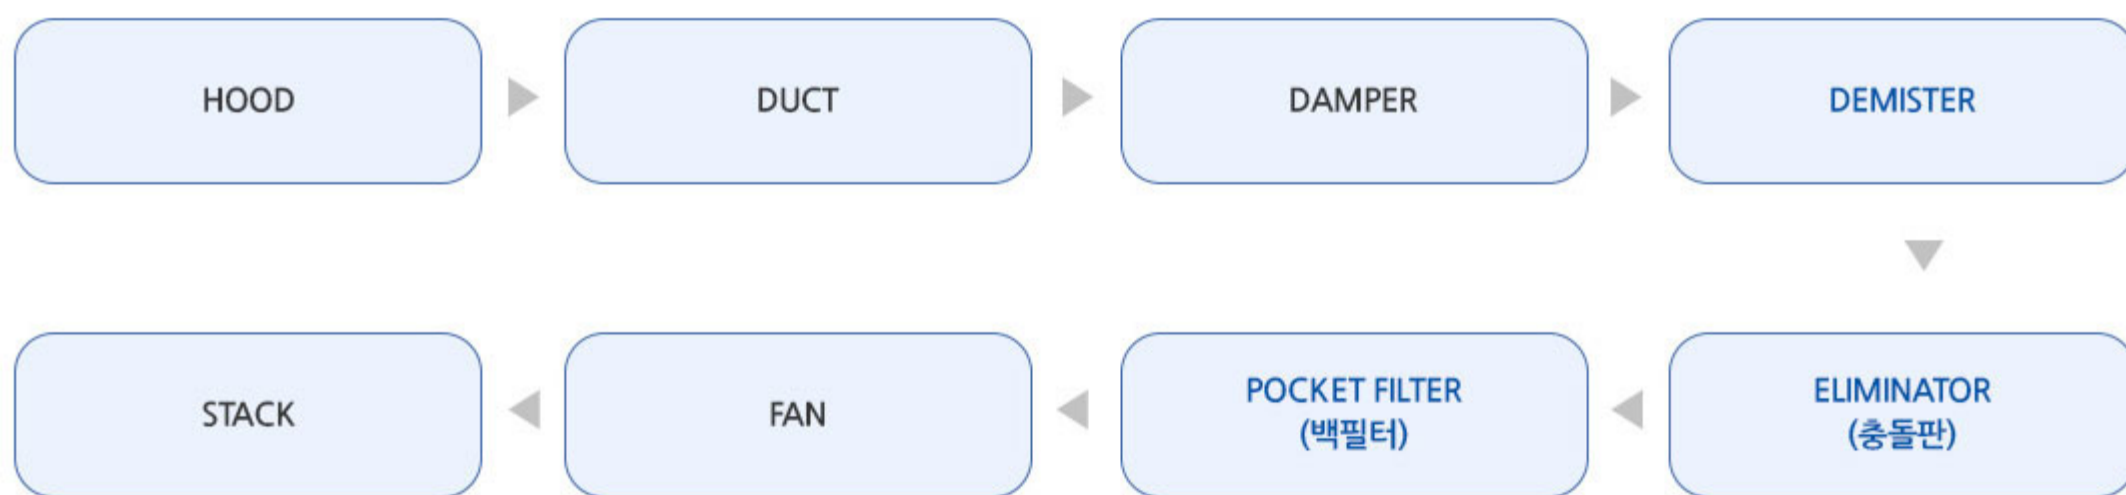 HOOD
DUCT
DAMPER
DEMISTER
STACK
FAN
POCKET FILTER
(백필터)
ELIMINATOR
(충돌판)